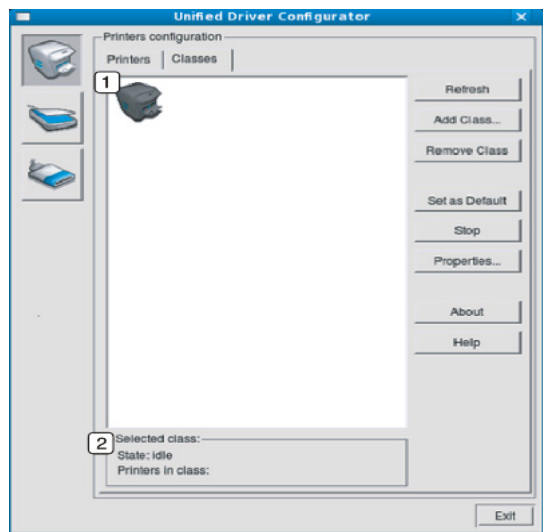 Unified Driver Configurator
Printers configuration
Printers Classes
1
Refresh
Add Class...
Remove Class
Set as Default
Stop
Properties...
About
Help
2
Selected class:
State: idle
Printers in class:
Exit